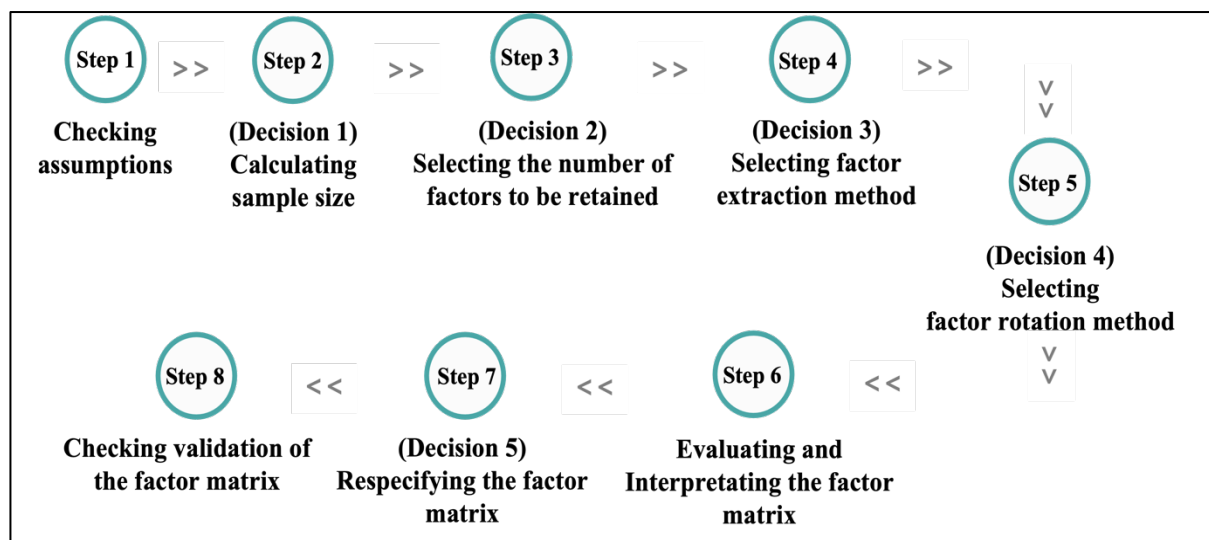 Step 1
>>
Step 2
>>
Step 3
>>
Step 4
>>
Checking
assumptions
(Decision 1)
Calculating
sample size
(Decision 2)
Selecting the number of
factors to be retained
(Decision 3)
Selecting factor
extraction method
>>
Step 5
(Decision 4)
Selecting
factor rotation method
>>
<<
Step 6
Evaluating and
Interpretating the factor
matrix
<<
Step 7
(Decision 5)
Respecifying the factor
matrix
<<
Step 8
Checking validation of
the factor matrix